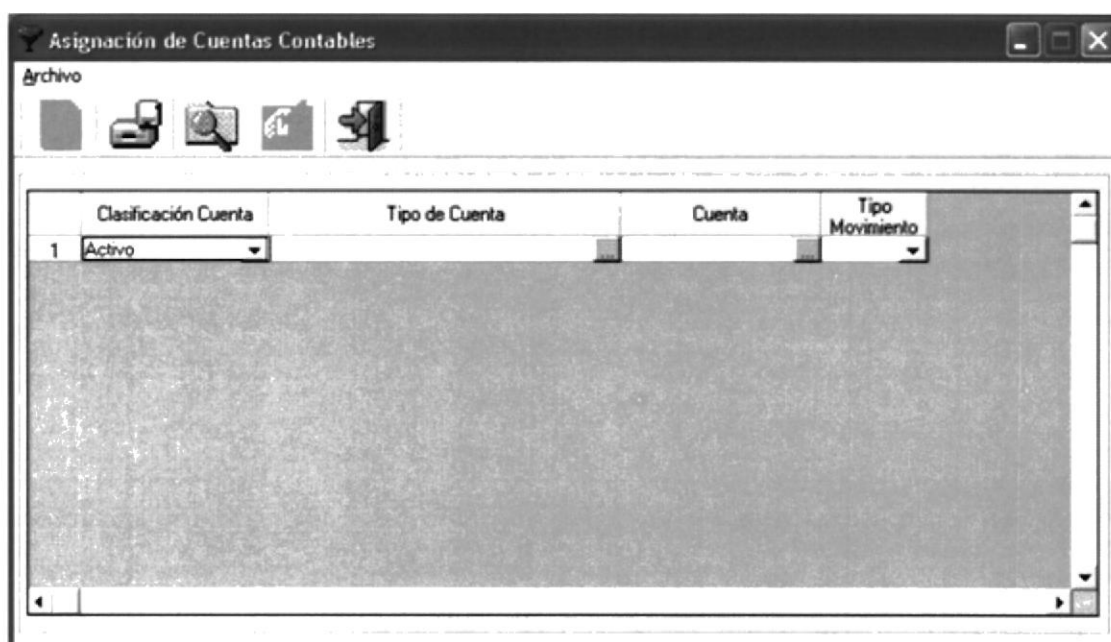 Asignación de Cuentas Contables
Archivo
Clasificación Cuenta Tipo de Cuenta Cuenta Tipo Movimiento
1 Activo ... ...